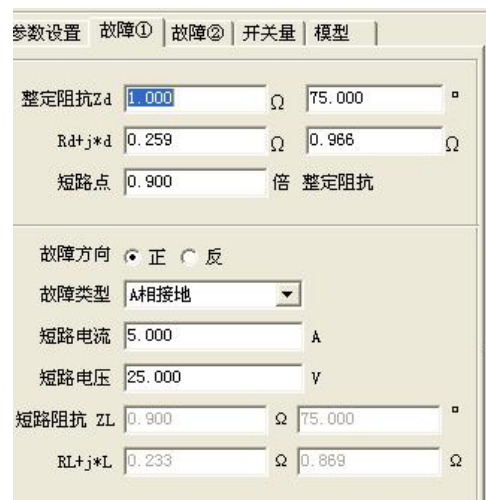 参数设置 故障① 故障② 开关量 模型
整定阻抗Zd 1.000 Ω 75.000 °
Rd+j*d 0.259 Ω 0.966 Ω
短路点 0.900 倍 整定阻抗
故障方向 正 反
故障类型 A相接地
短路电流 5.000 A
短路电压 25.000 V
短路阻抗 ZL 0.900 Ω 75.000 °
RL+j*L 0.233 Ω 0.869 Ω